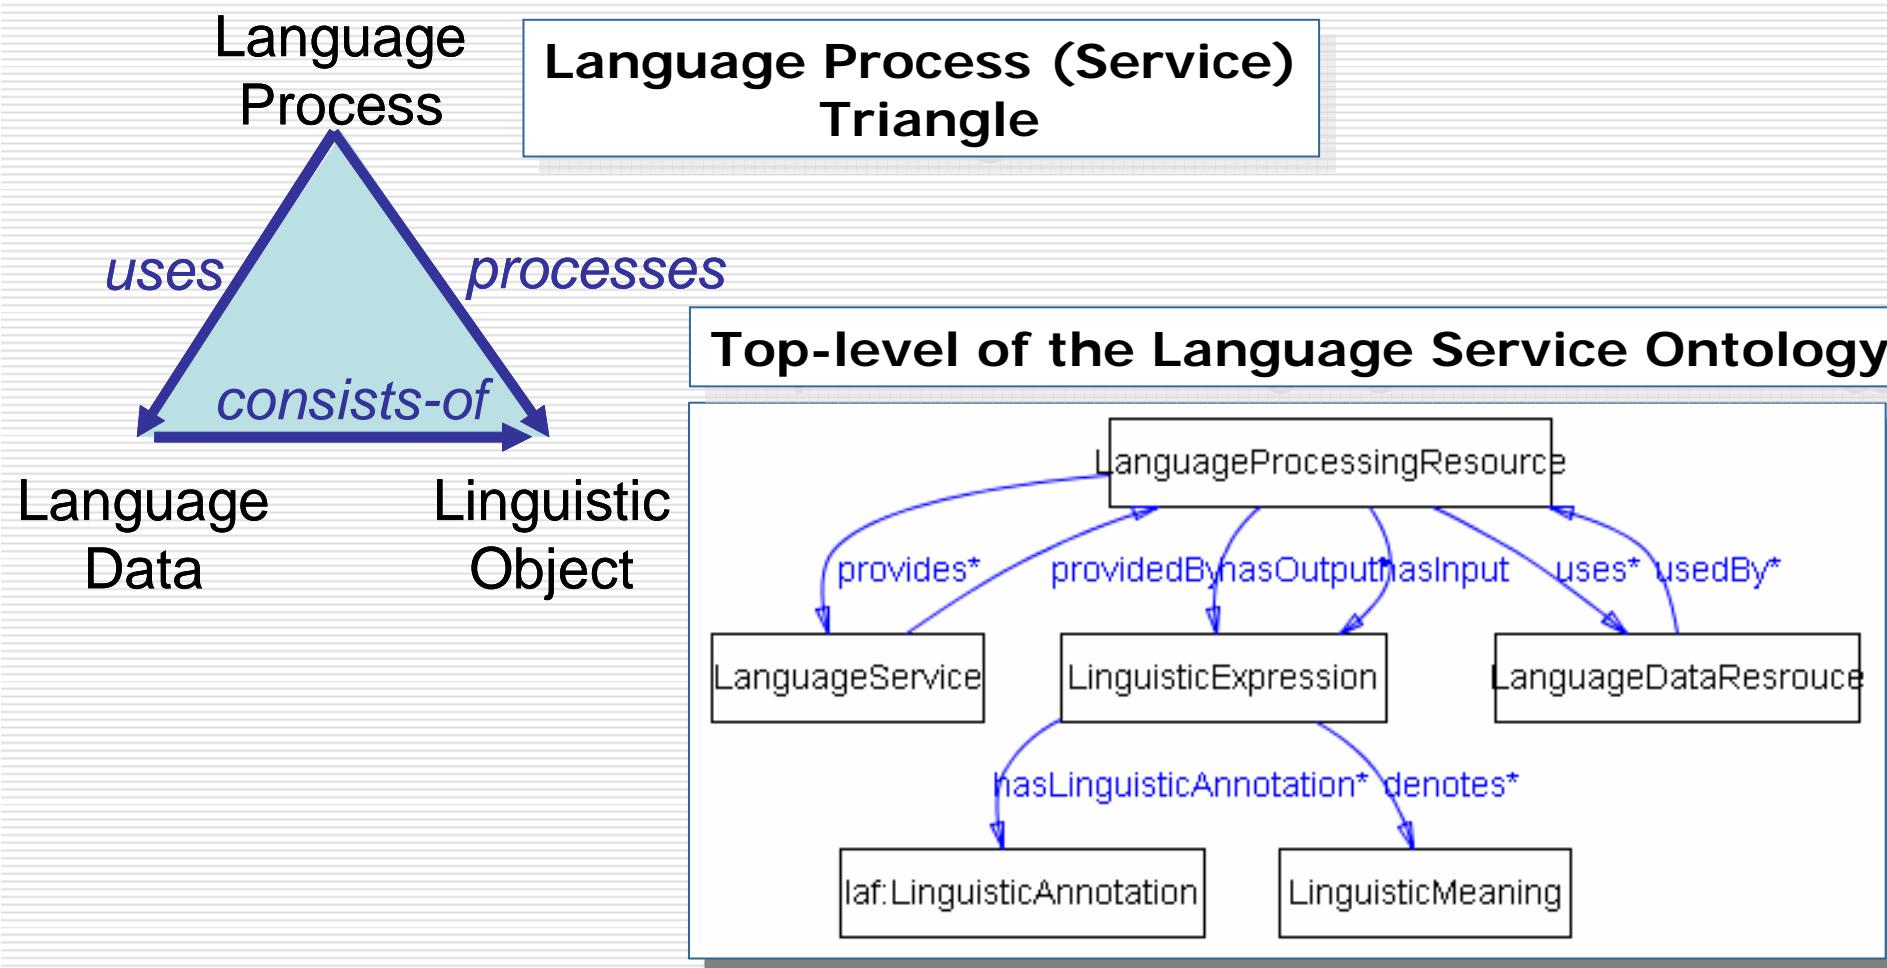 Language
Process
Language Process (Service)
Triangle
uses
processes
consists-of
Language
Data
Linguistic
Object
Top-level of the Language Service Ontology
LanguageProcessingResource
provides*
providedBy
hasOutput*
hasInput
uses*
usedBy*
LanguageService
LinguisticExpression
LanguageDataResrouce
hasLinguisticAnnotation*
denotes*
laf:LinguisticAnnotation
LinguisticMeaning